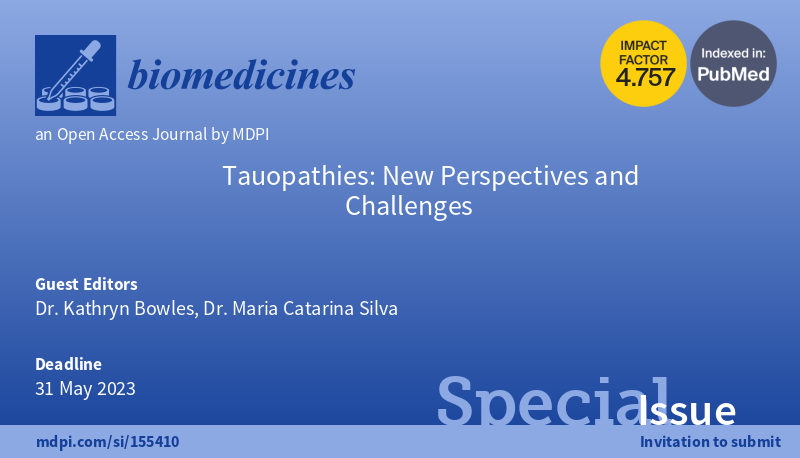 biomedicines
IMPACT
FACTOR
4.757
Indexed in:
PubMed
an Open Access Journal by MDPI
Tauopathies: New Perspectives and
Challenges
Guest Editors
Dr. Kathryn Bowles, Dr. Maria Catarina Silva
Deadline
31 May 2023
Special
Issue
mdpi.com/si/155410
Invitation to submit